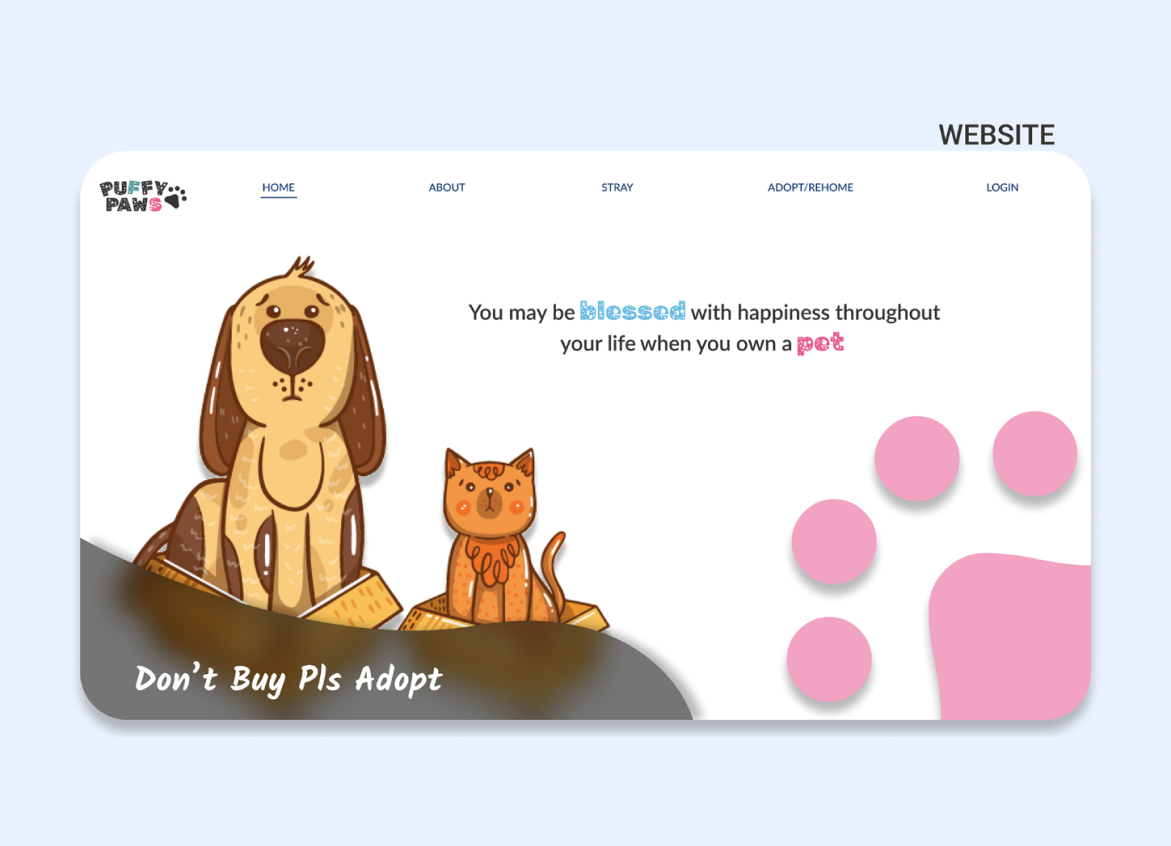 WEBSITE
PUFFY
PAWS
HOME
ABOUT
STRAY
ADOPT/REHOME
LOGIN
You may be blessed with happiness throughout
your life when you own a pet
Don't Buy Pls Adopt